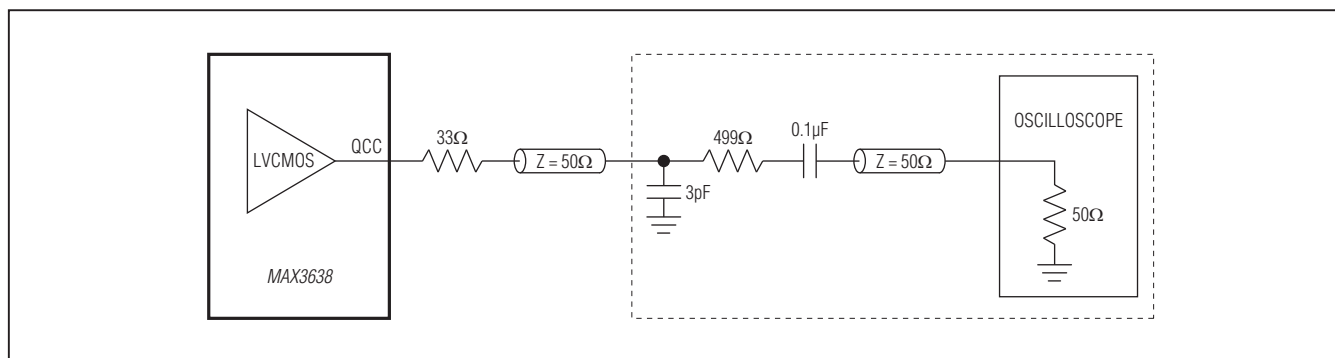 LVCMOS
QCC
33Ω
Z = 50Ω
3pF
499Ω
0.1µF
Z = 50Ω
OSCILLOSCOPE
50Ω
MAX3638